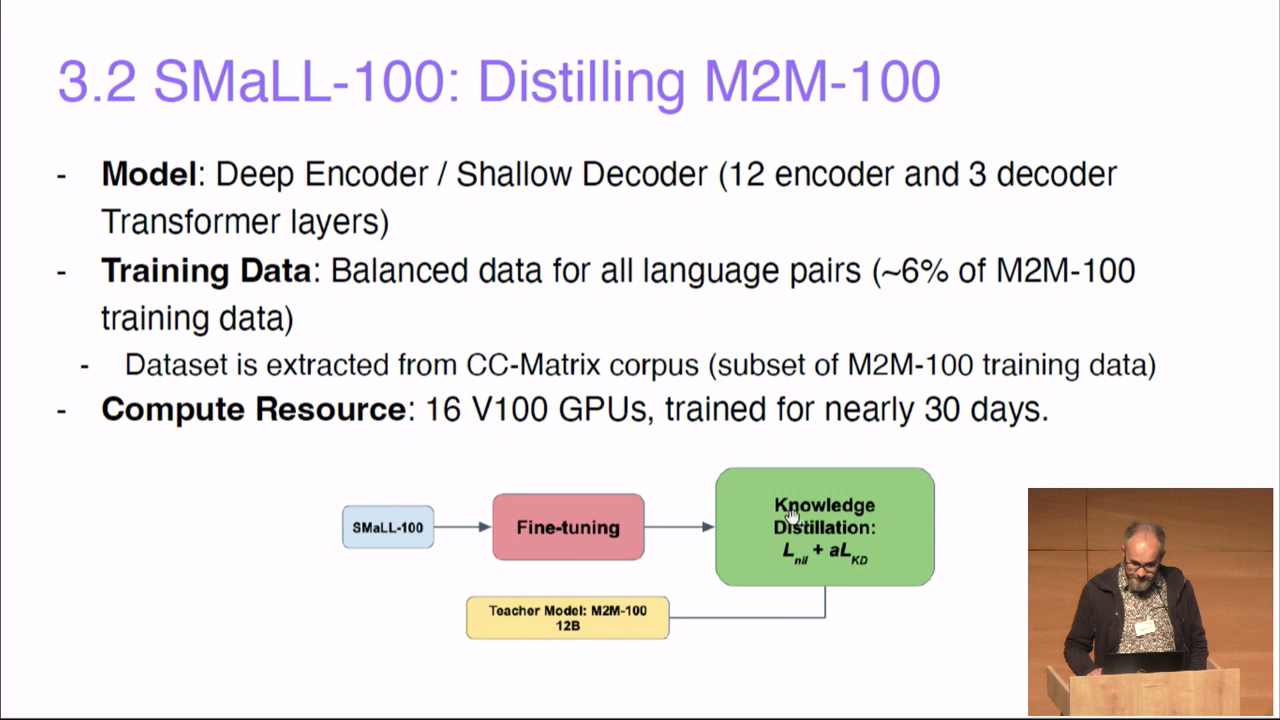 3.2 SMaLL-100: Distilling M2M-100
- Model: Deep Encoder / Shallow Decoder (12 encoder and 3 decoder
Transformer layers)
- Training Data: Balanced data for all language pairs (~6% of M2M-100
training data)
- Dataset is extracted from CC-Matrix corpus (subset of M2M-100 training data)
- Compute Resource: 16 V100 GPUs, trained for nearly 30 days.
SMaLL-100
Fine-tuning
Knowledge
Distillation:
L_nll + aL_KD
Teacher Model: M2M-100
12B